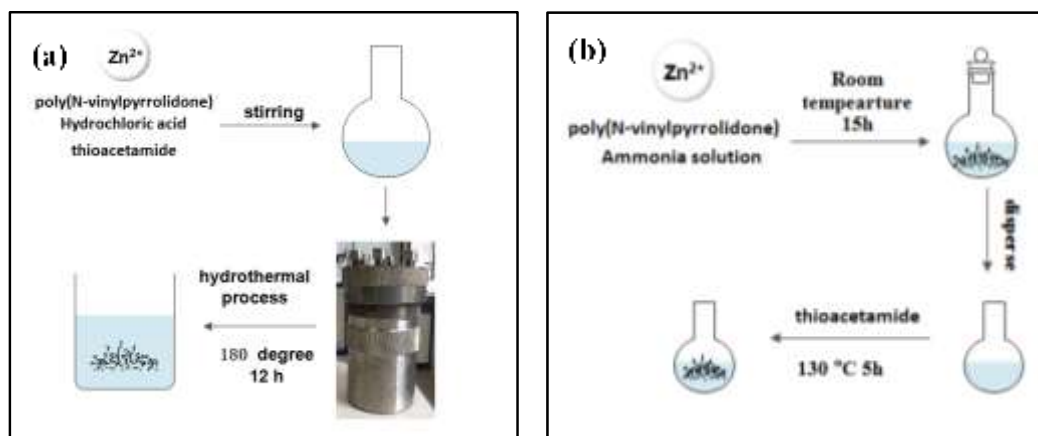 (a)
Zn²⁺
poly(N-vinylpyrrolidone)
Hydrochloric acid
thioacetamide
stirring
hydrothermal
process
180 degree
12 h
(b)
Zn²⁺
poly(N-vinylpyrrolidone)
Ammonia solution
Room
tempearture
15h
disperse
thioacetamide
130 °C 5h